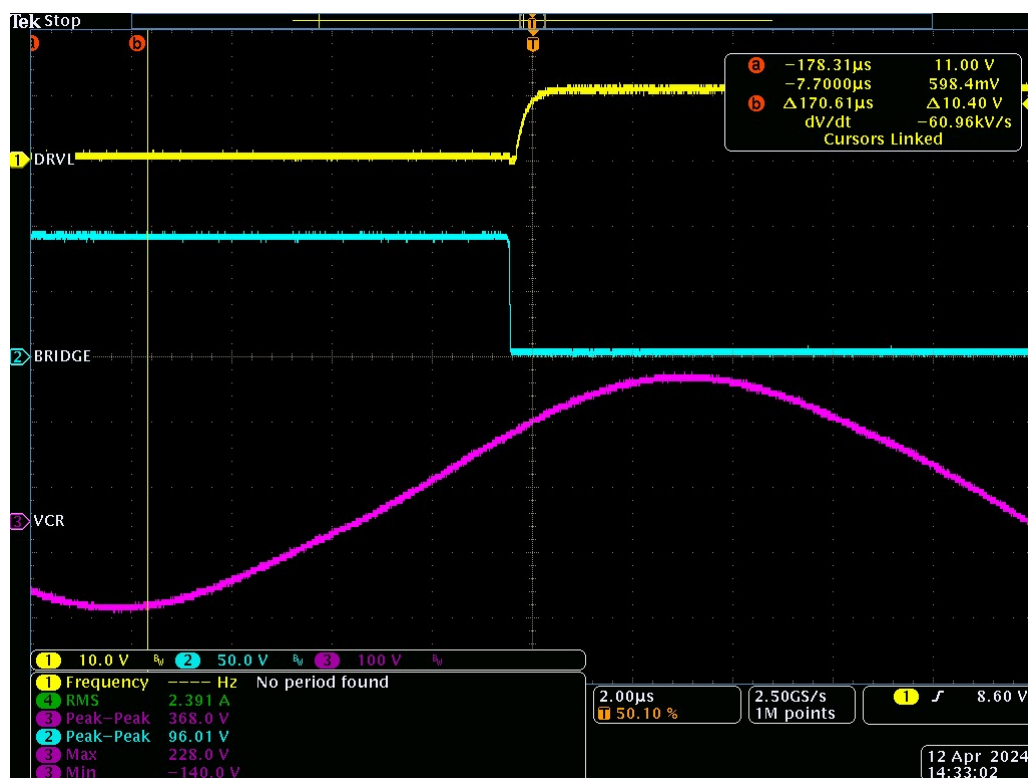 Tek Stop
T
a b T
a −178.31µs 11.00 V
−7.7000µs 598.4mV
b Δ170.61µs Δ10.40 V
dV/dt −60.96kV/s
Cursors Linked
1 DRVL
2 BRIDGE
3 VCR
1 10.0 V BW 2 50.0 V BW 3 100 V BW
1 Frequency −−−− Hz No period found
4 RMS 2.391 A
3 Peak−Peak 368.0 V
2 Peak−Peak 96.01 V
3 Max 228.0 V
3 Min −140.0 V
2.00µs
T 50.10 %
2.50GS/s
1M points
1 8.60 V
12 Apr 2024
14:33:02